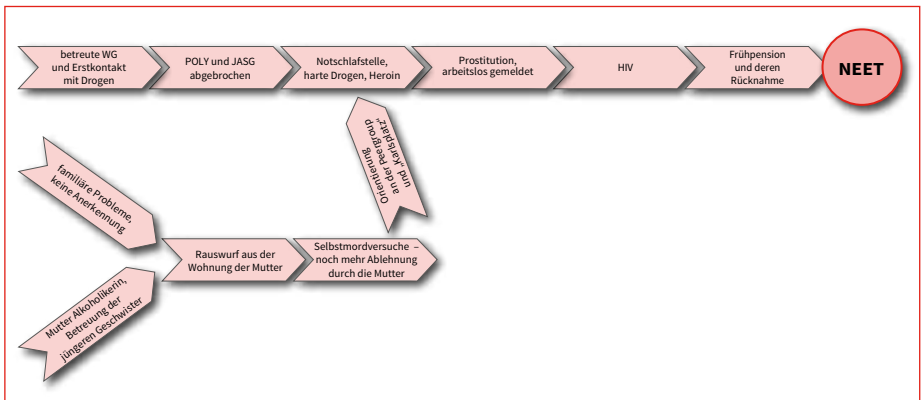 betreute WG
und Erstkontakt
mit Drogen
POLY und JASG
abgebrochen
Notschlafstelle,
harte Drogen, Heroin
Prostitution,
arbeitslos gemeldet
HIV
Frühpension
und deren
Rücknahme
NEET
Orientierung
an der Peergroup
und „Karlsplatz“
familiäre Probleme,
keine Anerkennung
Rauswurf aus der
Wohnung der Mutter
Selbstmordversuche –
noch mehr Ablehnung
durch die Mutter
Mutter Alkoholikerin,
Betreuung der
jüngeren Geschwister